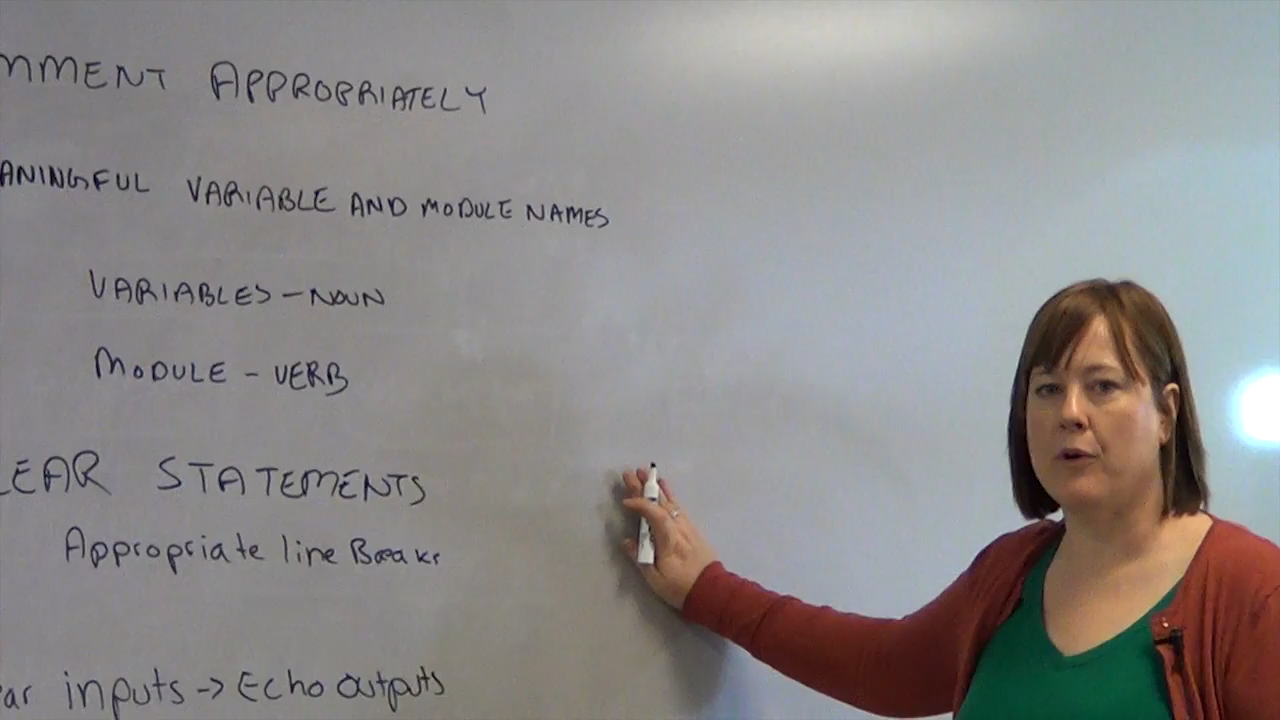 MMENT APPROPRIATELY
ANINGFUL VARIABLE AND MODULE NAMES
VARIABLES - NOUN
MODULE - VERB
LEAR STATEMENTS
Appropriate line Breaks
ar inputs → Echo outputs